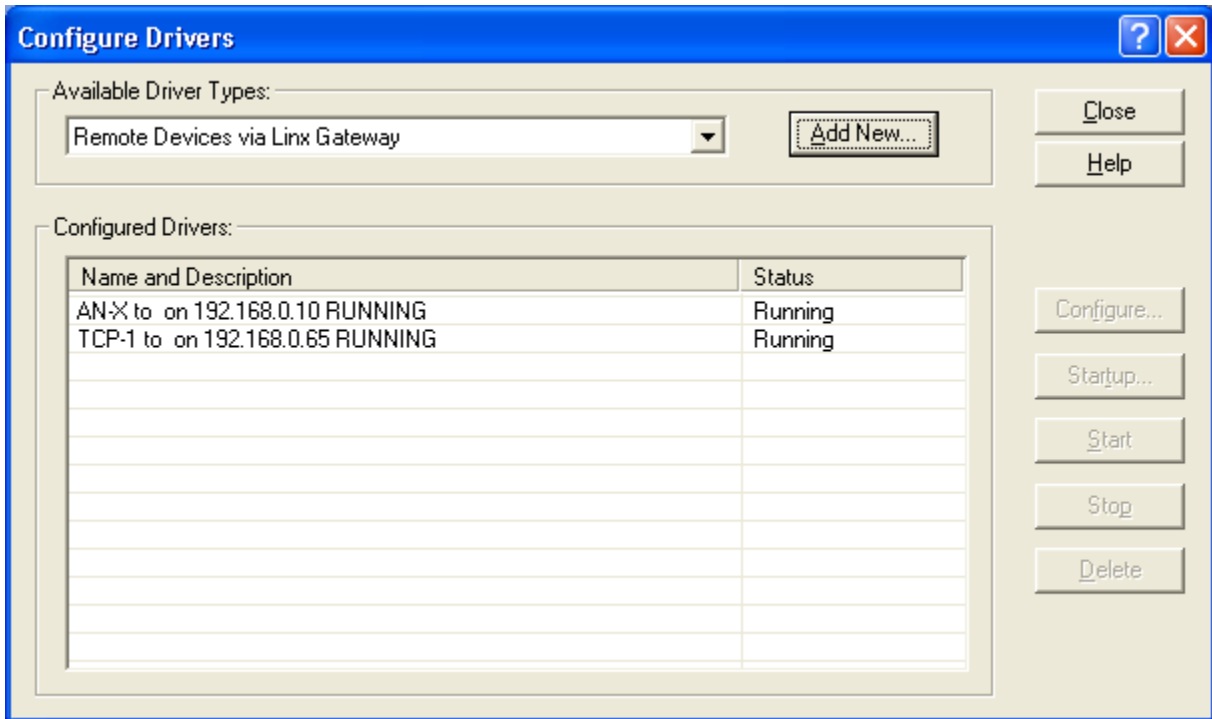 Configure Drivers
Available Driver Types:
Remote Devices via Linx Gateway
Add New...
Close
Help
Configured Drivers:
Name and Description Status
AN-X to  on 192.168.0.10 RUNNING Running
TCP-1 to  on 192.168.0.65 RUNNING Running
Configure...
Startup...
Start
Stop
Delete